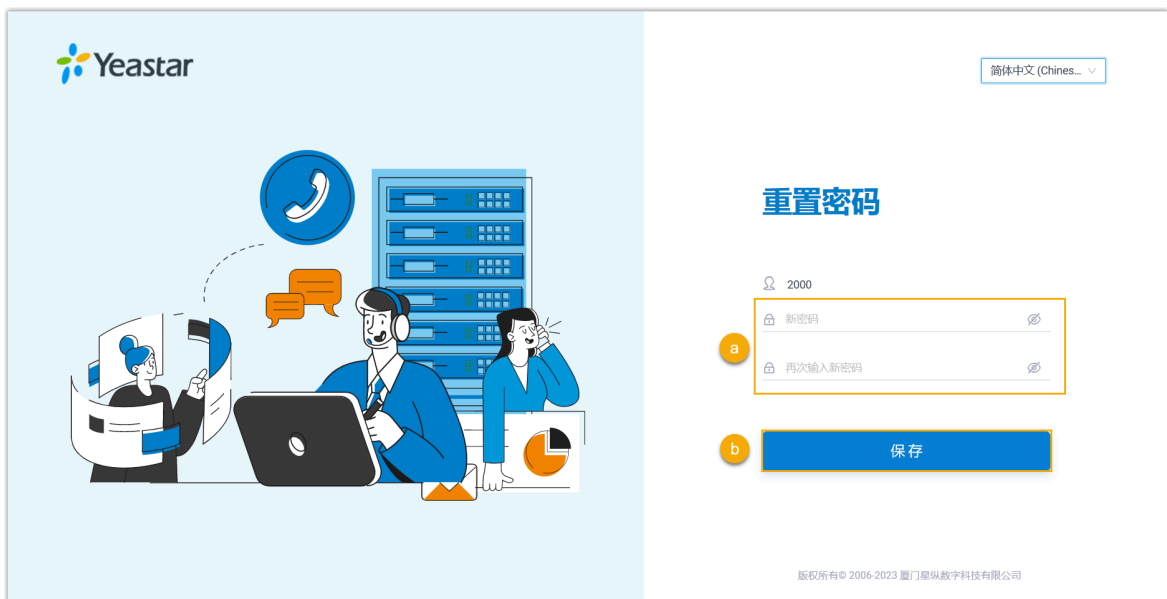 Yeastar
简体中文 (Chines...
重置密码
2000
新密码
a
再次输入新密码
b
保存
版权所有© 2006-2023 厦门星纵数字科技有限公司